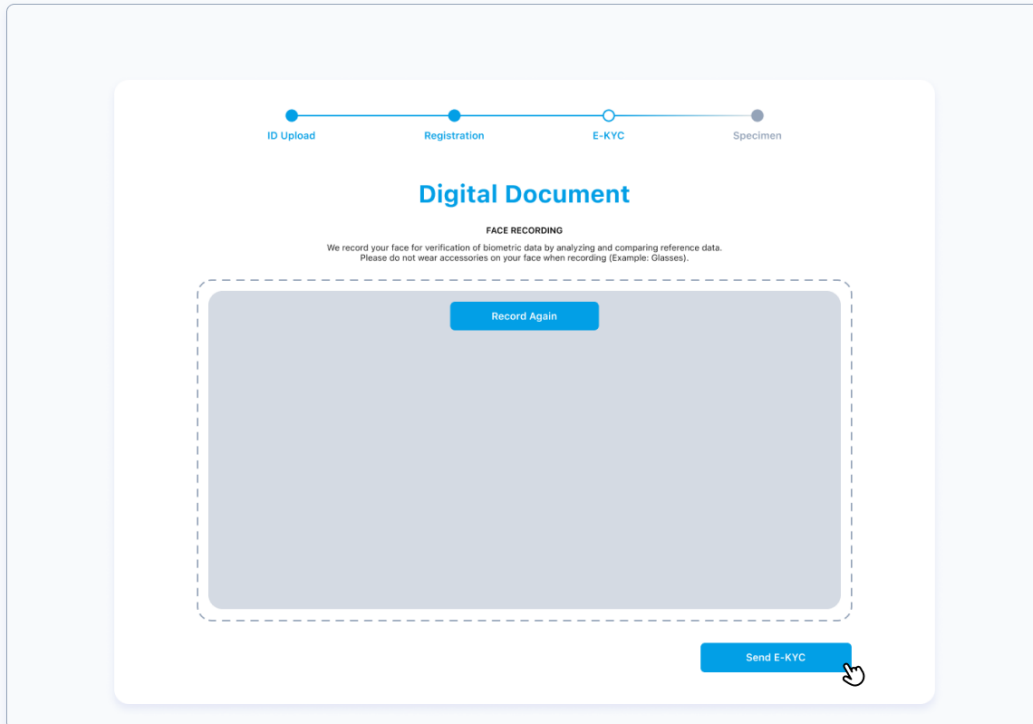 ID Upload
Registration
E-KYC
Specimen
Digital Document
FACE RECORDING
We record your face for verification of biometric data by analyzing and comparing reference data.
Please do not wear accessories on your face when recording (Example: Glasses).
Record Again
Send E-KYC